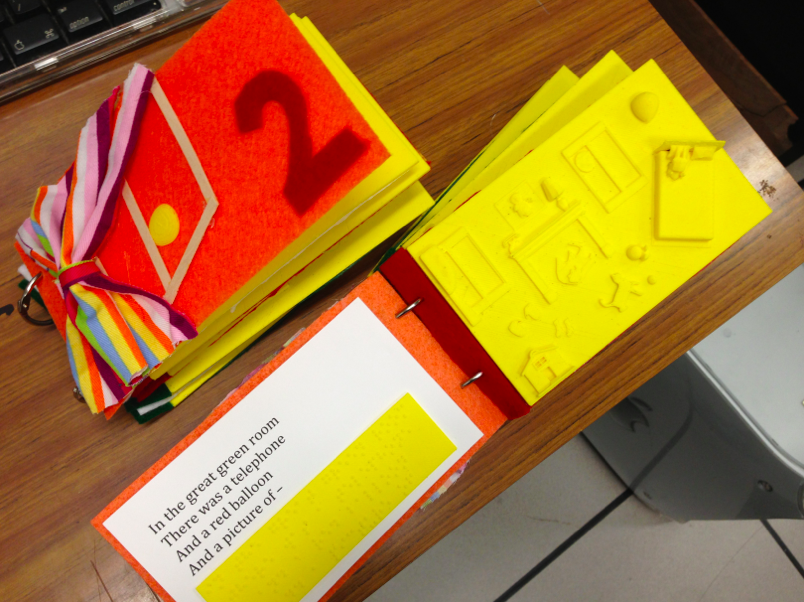 2
In the great green room
There was a telephone
And a red balloon
And a picture of –